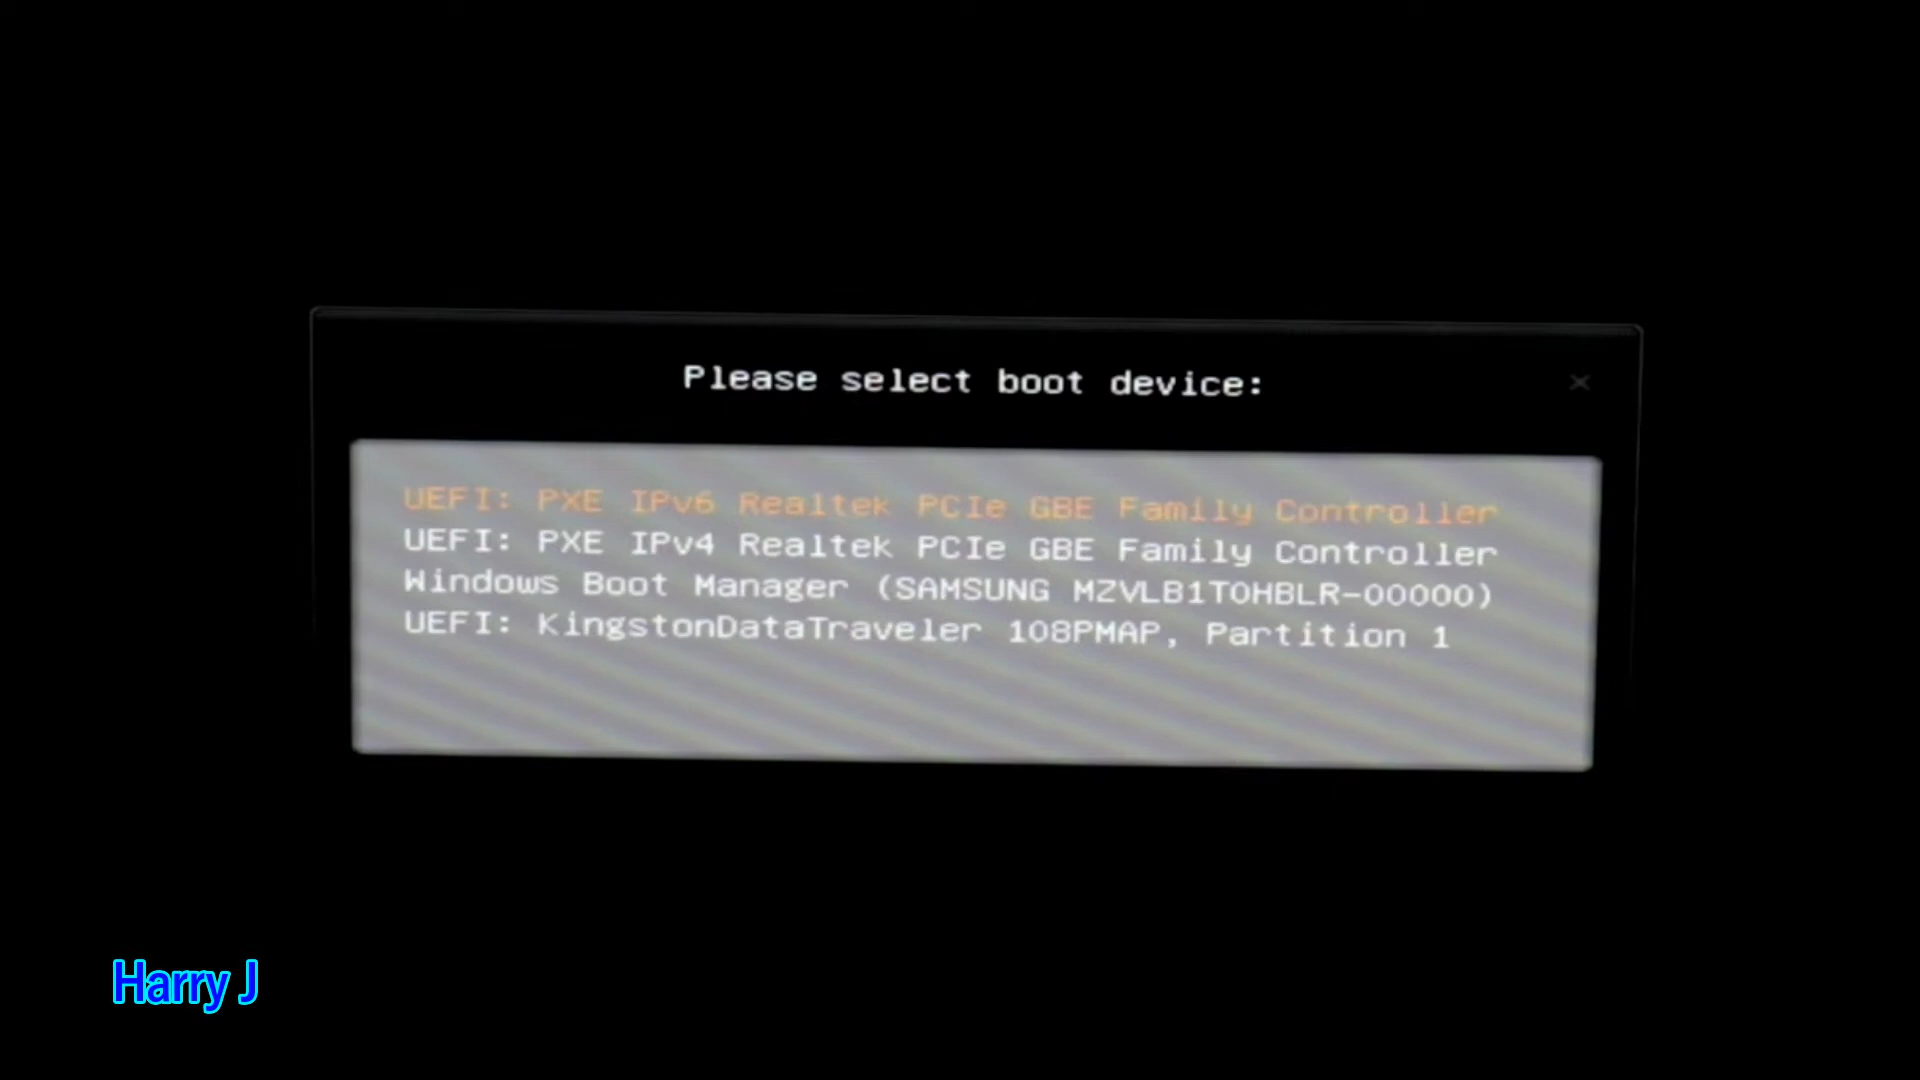 Please select boot device:
UEFI: PXE IPv6 Realtek PCIe GBE Family Controller
UEFI: PXE IPv4 Realtek PCIe GBE Family Controller
Windows Boot Manager (SAMSUNG MZVLB1T0HBLR-00000)
UEFI: KingstonDataTraveler 108PMAP, Partition 1
Harry J